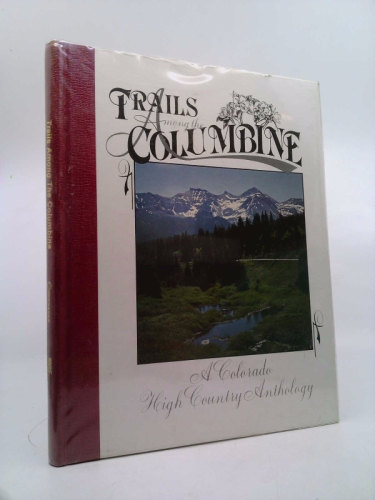 TRAILS
Among the
COLUMBINE
A Colorado
High Country Anthology
Trails Among The Columbine